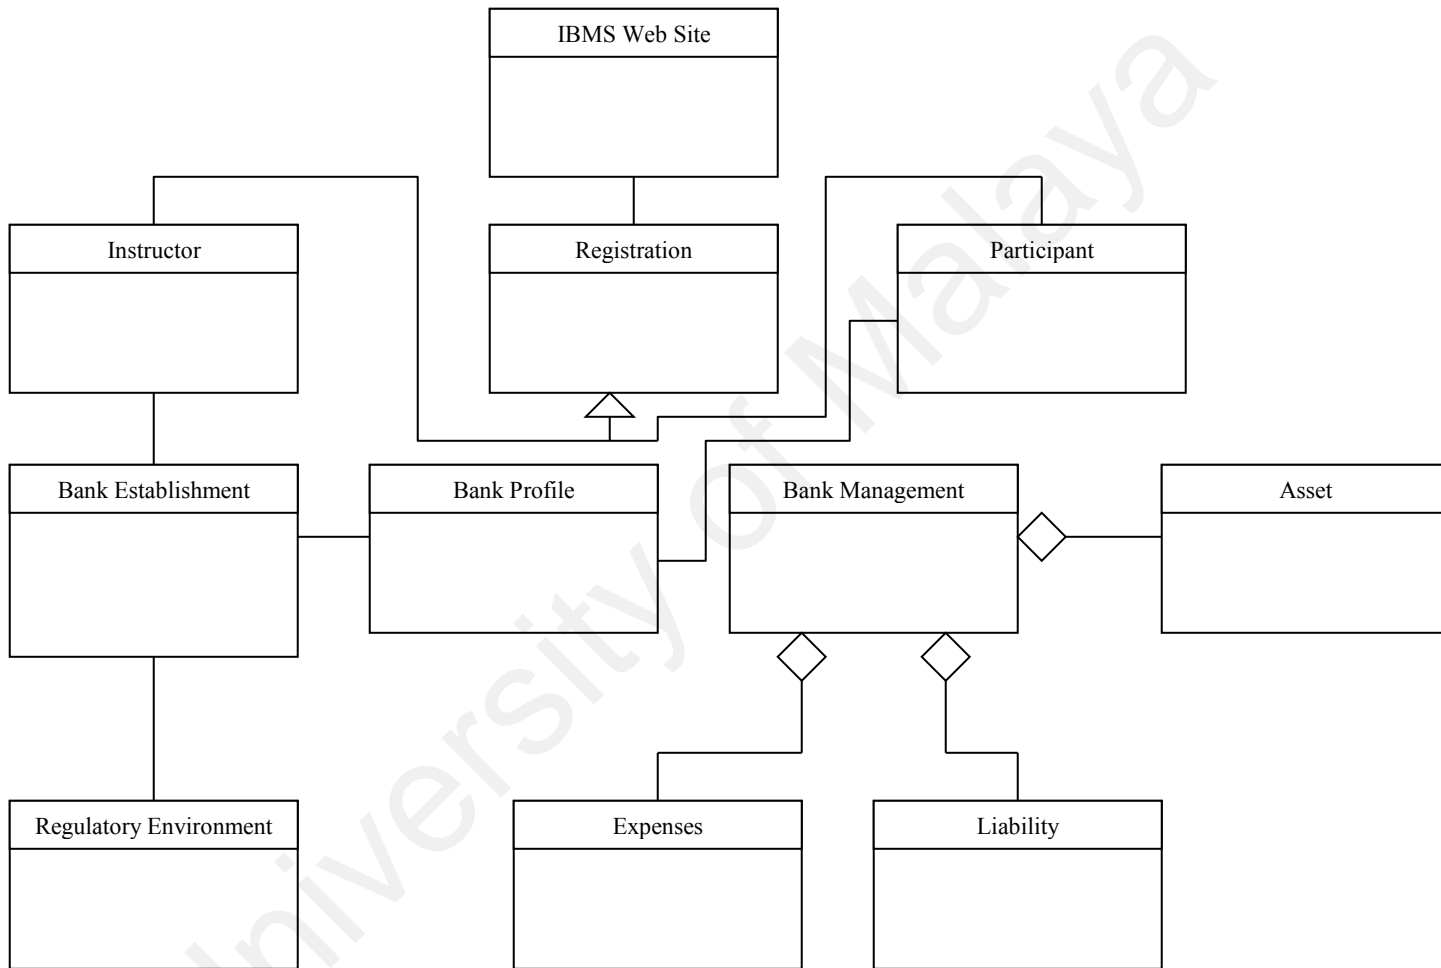 IBMS Web Site
Instructor
Registration
Participant
Bank Establishment
Bank Profile
Bank Management
Asset
Regulatory Environment
Expenses
Liability
University of Malaya